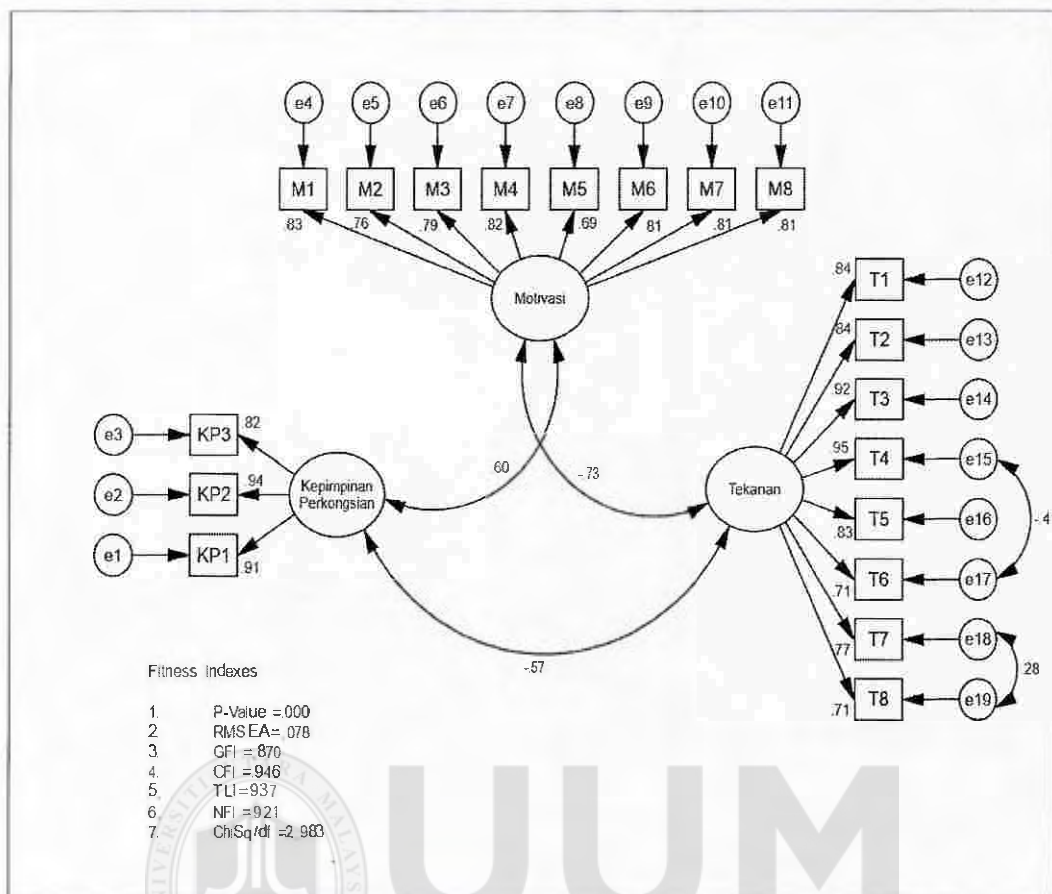 e4 e5 e6 e7 e8 e9 e10 e11
M1 M2 M3 M4 M5 M6 M7 M8
.83 .76 .79 .82 .69 .81 .81 .81
Motivasi
.84 T1 e12
.84 T2 e13
.92 T3 e14
.95 T4 e15
.83 T5 e16
.71 T6 e17
.77 T7 e18
.71 T8 e19
-.4
.28
e3 KP3 .82
e2 KP2 .94
e1 KP1 .91
Kepimpinan
Perkongsian
Tekanan
60
-.73
-.57
Fitness Indexes
1. P-Value =.000
2 RMSEA=.078
3. GFI =.870
4. CFI =.946
5. TLI=.937
6. NFI =.921
7. ChiSq/df =2.983
UUM